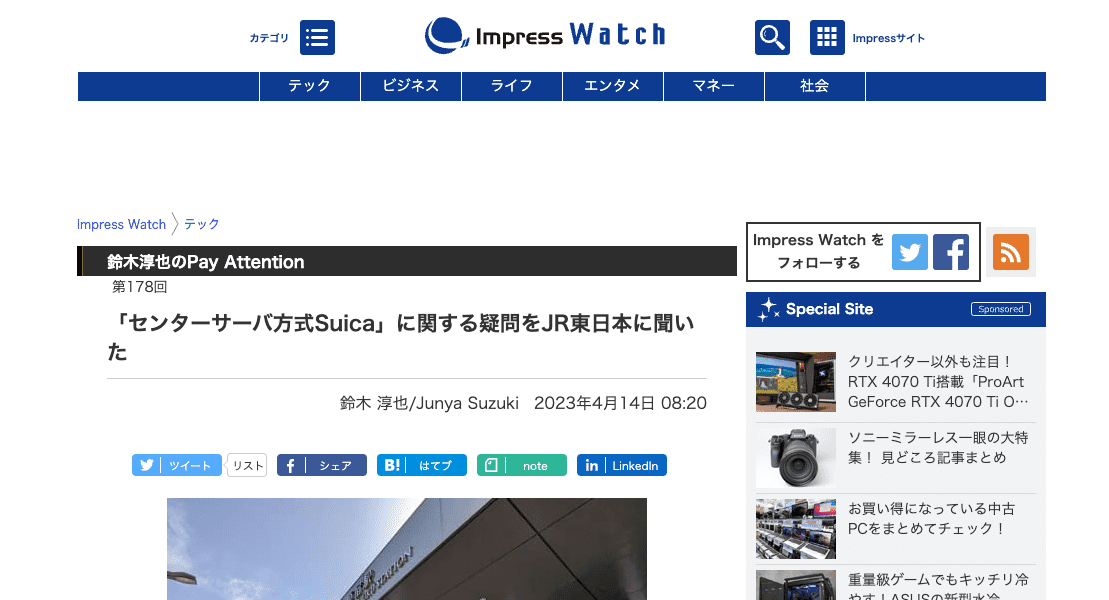 カテゴリ
Impress Watch
Impressサイト
テック
ビジネス
ライフ
エンタメ
マネー
社会
Impress Watch
テック
鈴木淳也のPay Attention
第178回
「センターサーバ方式Suica」に関する疑問をJR東日本に聞い
た
鈴木 淳也/Junya Suzuki 2023年4月14日 08:20
ツイート
リスト
シェア
B! はてブ
note
in LinkedIn
Impress Watch を
フォローする
Special Site
Sponsored
クリエイター以外も注目！
RTX 4070 Ti搭載「ProArt
GeForce RTX 4070 Ti O…
ソニーミラーレス一眼の大特
集！ 見どころ記事まとめ
お買い得になっている中古
PCをまとめてチェック！
重量級ゲームでもキッチリ冷
やす！ASUSの新型水冷